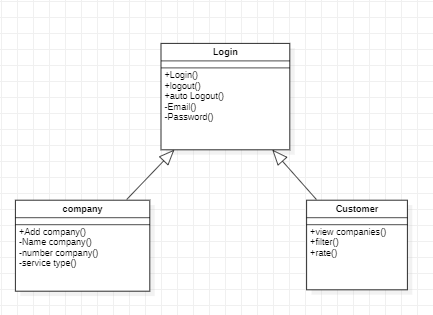 Login
+Login()
+logout()
+auto Logout()
-Email()
-Password()
company
+Add company()
-Name company()
-number company()
-service type()
Customer
+view companies()
+filter()
+rate()